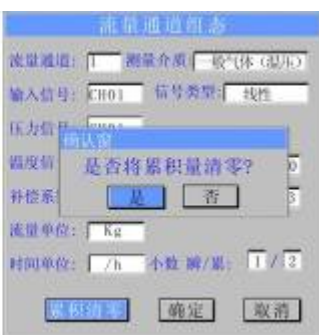 流量通道组态
流量通道: 1 测量介质 一般气体(温压)
输入信号: CH01 信号类型: 线性
压力信
确认窗
是否将累积量清零?
温度信 0
补偿系 3
是 否
流量单位: Kg
时间单位: /h 小数 瞬/累: 1 / 2
累积清零 确定 取消